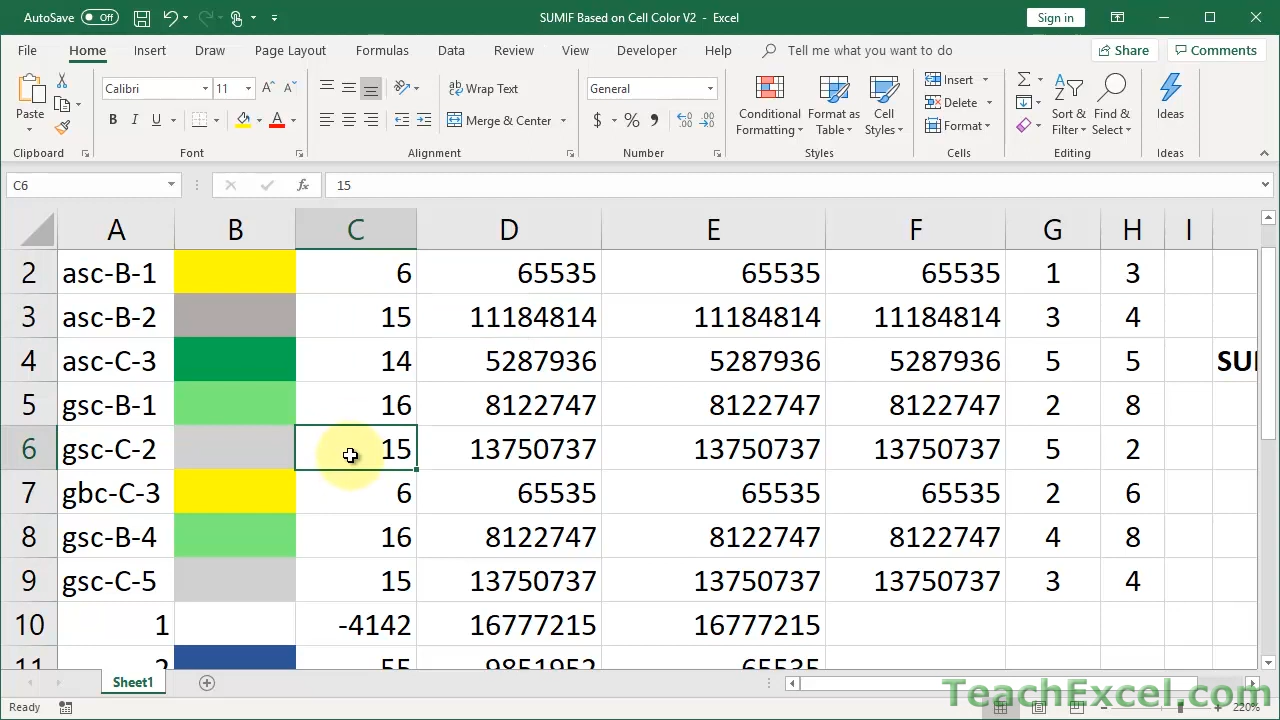 AutoSave Off SUMIF Based on Cell Color V2 - Excel Sign in
File Home Insert Draw Page Layout Formulas Data Review View Developer Help Tell me what you want to do Share Comments
Paste Calibri 11 Wrap Text General Conditional Formatting Format as Table Cell Styles Insert Sort & Filter Find & Select Ideas
B I U Merge & Center $ % Delete
Format
Clipboard Font Alignment Number Styles Cells Editing Ideas
C6 fx 15
A B C D E F G H I
2 asc-B-1 6 65535 65535 65535 1 3
3 asc-B-2 15 11184814 11184814 11184814 3 4
4 asc-C-3 14 5287936 5287936 5287936 5 5
5 gsc-B-1 16 8122747 8122747 8122747 2 8
6 gsc-C-2 15 13750737 13750737 13750737 5 2
7 gbc-C-3 6 65535 65535 65535 2 6
8 gsc-B-4 16 8122747 8122747 8122747 4 8
9 gsc-C-5 15 13750737 13750737 13750737 3 4
10 1 -4142 16777215 16777215
11 2 55 9851952 65535
Sheet1
TeachExcel.com
Ready 220%